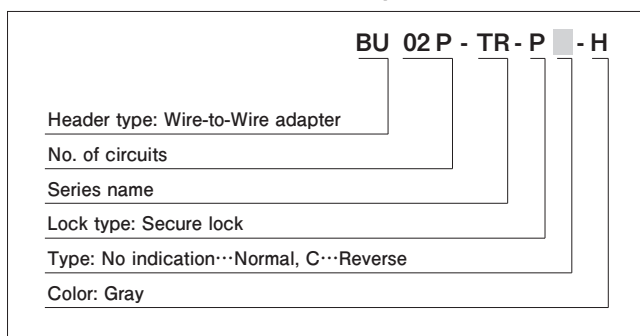 BU 02 P - TR - P - H
Header type: Wire-to-Wire adapter
No. of circuits
Series name
Lock type: Secure lock
Type: No indication⋯Normal, C⋯Reverse
Color: Gray